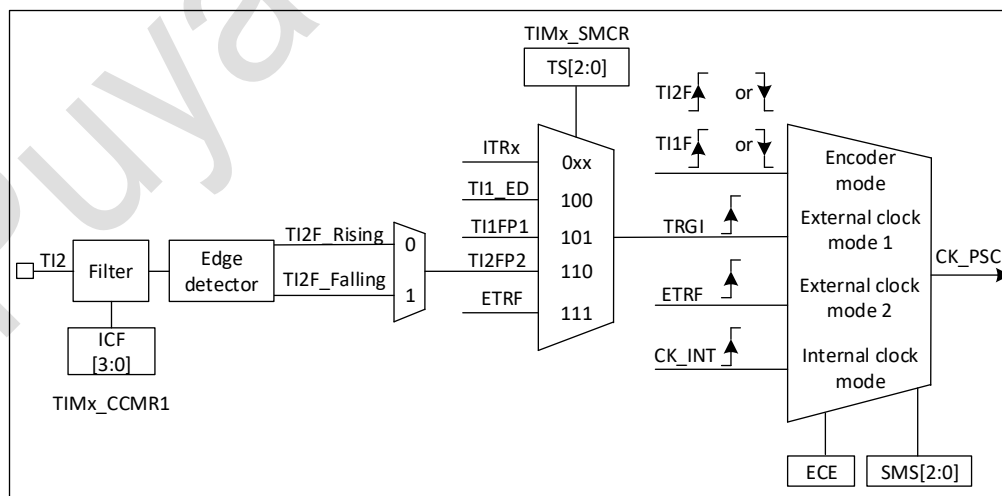 Puya
TIMx_SMCR
TS[2:0]
TI2F or
TI1F or
ITRx
0xx
TI1_ED
100
TI1FP1
101
TI2FP2
110
ETRF
111
TI2
Filter
Edge
detector
TI2F_Rising
TI2F_Falling
0
1
ICF
[3:0]
TIMx_CCMR1
TRGI
ETRF
CK_INT
Encoder
mode
External clock
mode 1
External clock
mode 2
Internal clock
mode
CK_PSC
ECE
SMS[2:0]